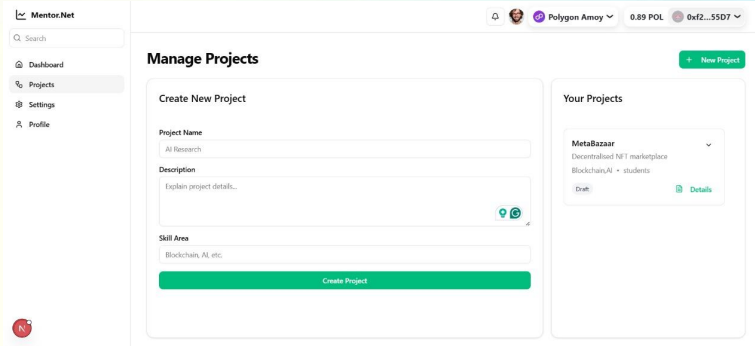 Mentor.Net
Polygon Amoy
0.89 POL
0xf2...55D7
Search
Dashboard
Projects
Settings
Profile
Manage Projects
+ New Project
Create New Project
Project Name
AI Research
Description
Explain project details...
Skill Area
Blockchain, AI, etc.
Create Project
Your Projects
MetaBazaar
Decentralised NFT marketplace
Blockchain,AI • students
Draft
Details
N